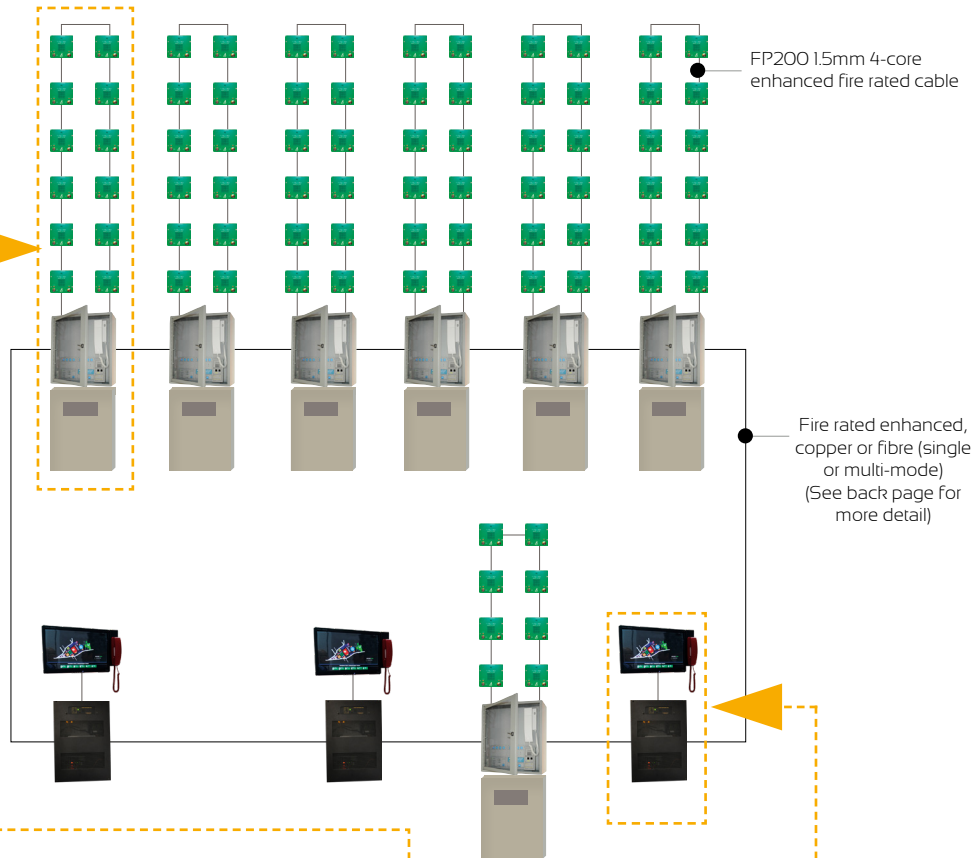 FP200 1.5mm 4-core
enhanced fire rated cable
Fire rated enhanced,
copper or fibre (single
or multi-mode)
(See back page for
more detail)